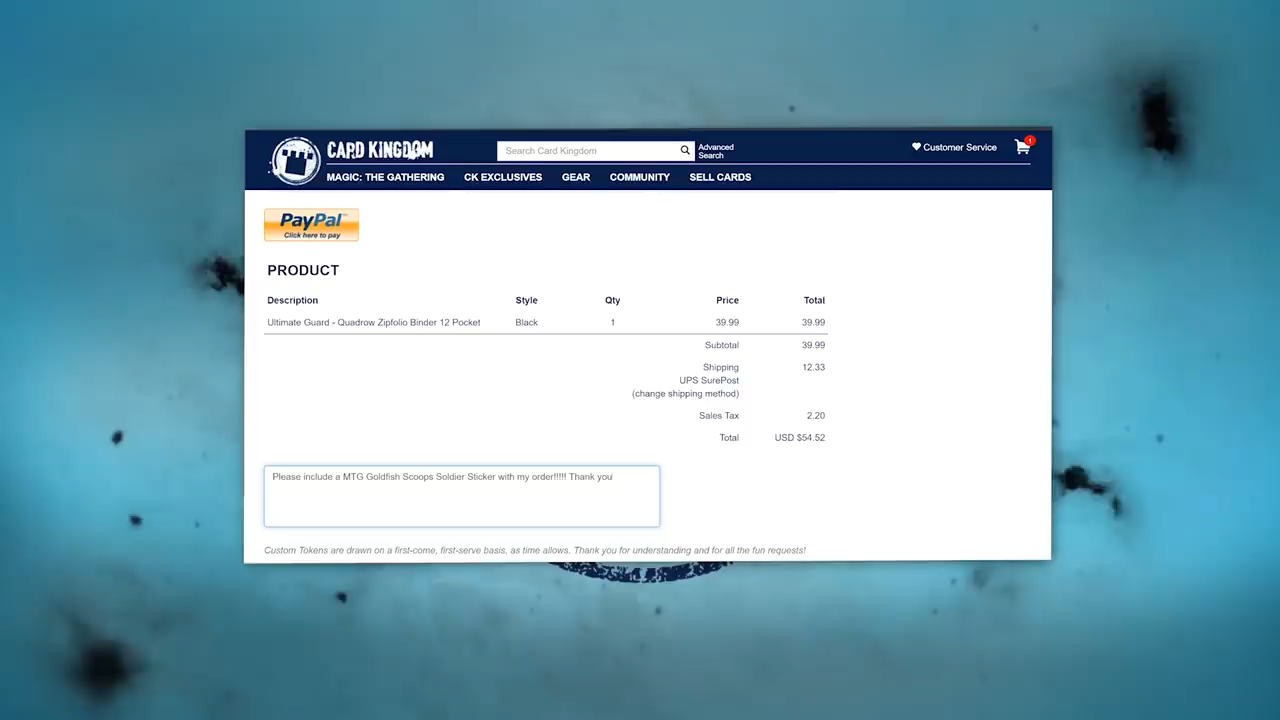 CARD KINGDOM
Search Card Kingdom
Advanced
Search
Customer Service
1
MAGIC: THE GATHERING CK EXCLUSIVES GEAR COMMUNITY SELL CARDS
PayPal™
Click here to pay
PRODUCT
Description Style Qty Price Total
Ultimate Guard - Quadrow Zipfolio Binder 12 Pocket Black 1 39.99 39.99
Subtotal 39.99
Shipping 12.33
UPS SurePost
(change shipping method)
Sales Tax 2.20
Total USD $54.52
Please include a MTG Goldfish Scoops Soldier Sticker with my order!!!!! Thank you
Custom Tokens are drawn on a first-come, first-serve basis, as time allows. Thank you for understanding and for all the fun requests!